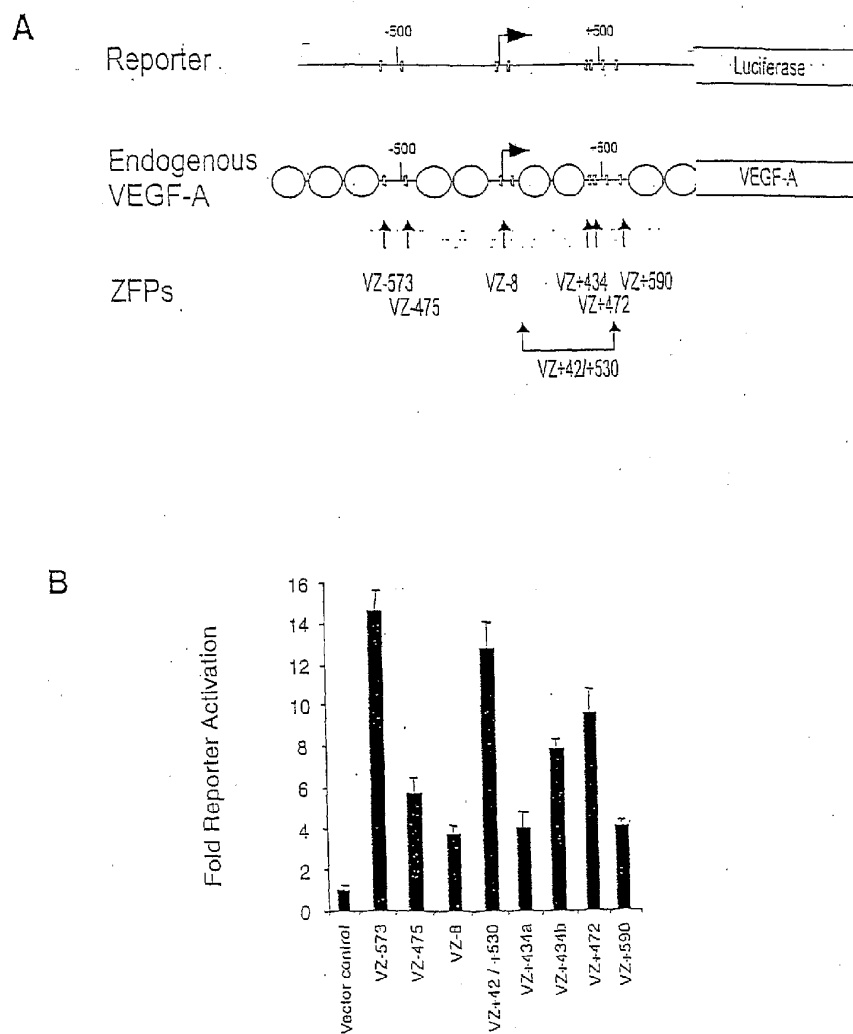 A
-500
+500
Reporter
Luciferase
Endogenous
VEGF-A
-500
+500
VEGF-A
ZFPs
VZ-573
VZ-475
VZ-8
VZ+434
VZ+472
VZ+590
VZ+42/+530
B
Fold Reporter Activation
16
14
12
10
8
6
4
2
0
Vector control
VZ-573
VZ-475
VZ-8
VZ+42 / +530
VZ+434a
VZ+434b
VZ+472
VZ+590